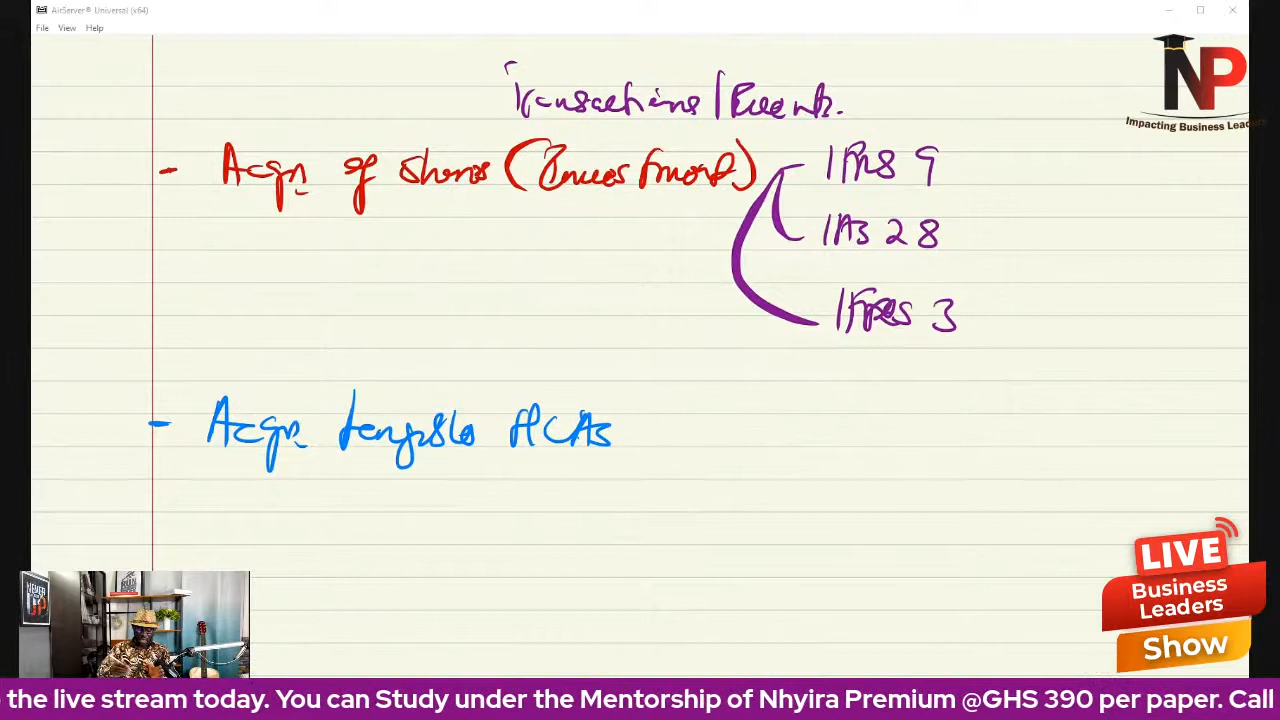 AirServer® Universal (x64)
File View Help
Transactions / Events.
NP
Impacting Business Leaders
- Acqn of shares (Investment)
IFRS 9
IAS 28
IFRS 3
- Acqn tangible NCAs
LIVE
Business
Leaders
Show
the live stream today. You can Study under the Mentorship of Nhyira Premium @GHS 390 per paper. Call